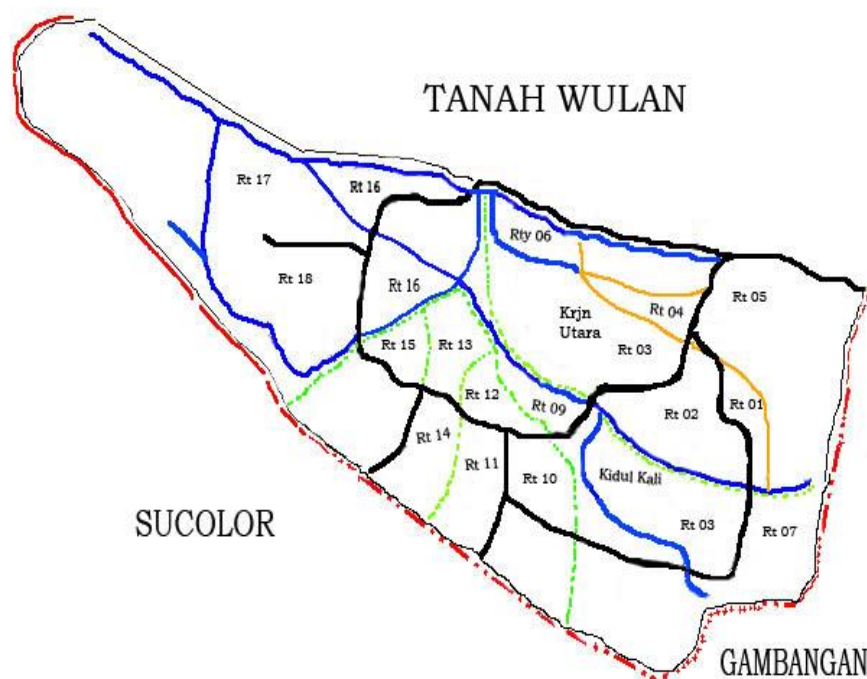 TANAH WULAN
Rt 17
Rt 16
Rty 06
Rt 18
Rt 16
Rt 05
Rt 04
Krjn
Utara
Rt 03
Rt 15
Rt 13
Rt 12
Rt 09
Rt 02
Rt 01
Rt 14
Rt 11
Rt 10
Kidul Kali
Rt 03
Rt 07
SUCOLOR
GAMBANGAN